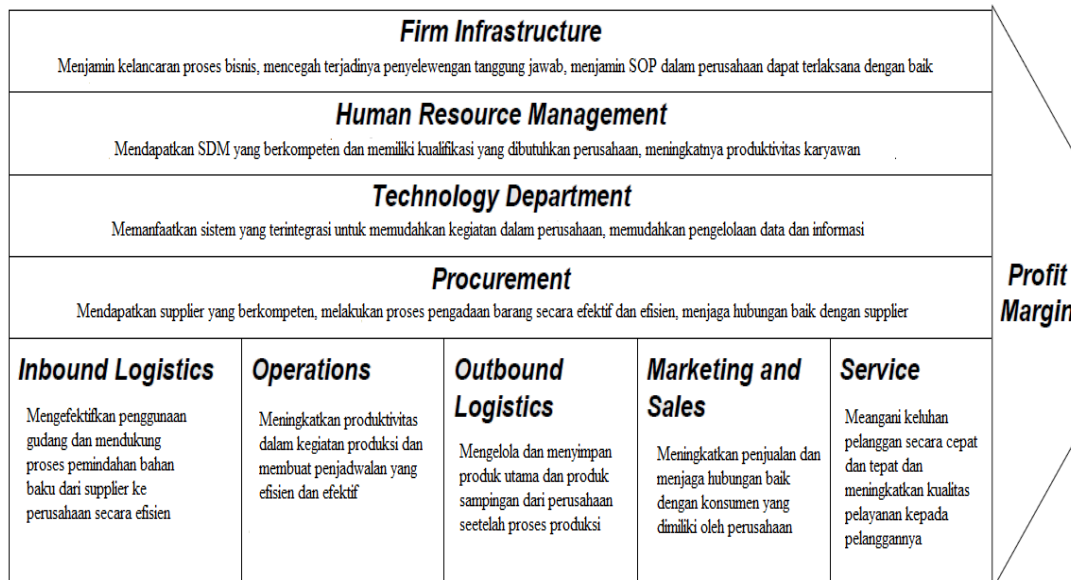 Firm Infrastructure
Menjamin kelancaran proses bisnis, mencegah terjadinya penyelewengan tanggung jawab, menjamin SOP dalam perusahaan dapat terlaksana dengan baik
Human Resource Management
Mendapatkan SDM yang berkompeten dan memiliki kualifikasi yang dibutuhkan perusahaan, meningkatnya produktivitas karyawan
Technology Department
Memanfaatkan sistem yang terintegrasi untuk memudahkan kegiatan dalam perusahaan, memudahkan pengelolaan data dan informasi
Procurement
Mendapatkan supplier yang berkompeten, melakukan proses pengadaan barang secara efektif dan efisien, menjaga hubungan baik dengan supplier
Inbound Logistics
Mengefektifkan penggunaan
gudang dan mendukung
proses pemindahan bahan
baku dari supplier ke
perusahaan secara efisien
Operations
Meningkatkan produktivitas
dalam kegiatan produksi dan
membuat penjadwalan yang
efisien dan efektif
Outbound
Logistics
Mengelola dan menyimpan
produk utama dan produk
sampingan dari perusahaan
seetelah proses produksi
Marketing and
Sales
Meningkatkan penjualan dan
menjaga hubungan baik
dengan konsumen yang
dimiliki oleh perusahaan
Service
Meangani keluhan
pelanggan secara cepat
dan tepat dan
meningkatkan kualitas
pelayanan kepada
pelanggannya
Profit
Margin